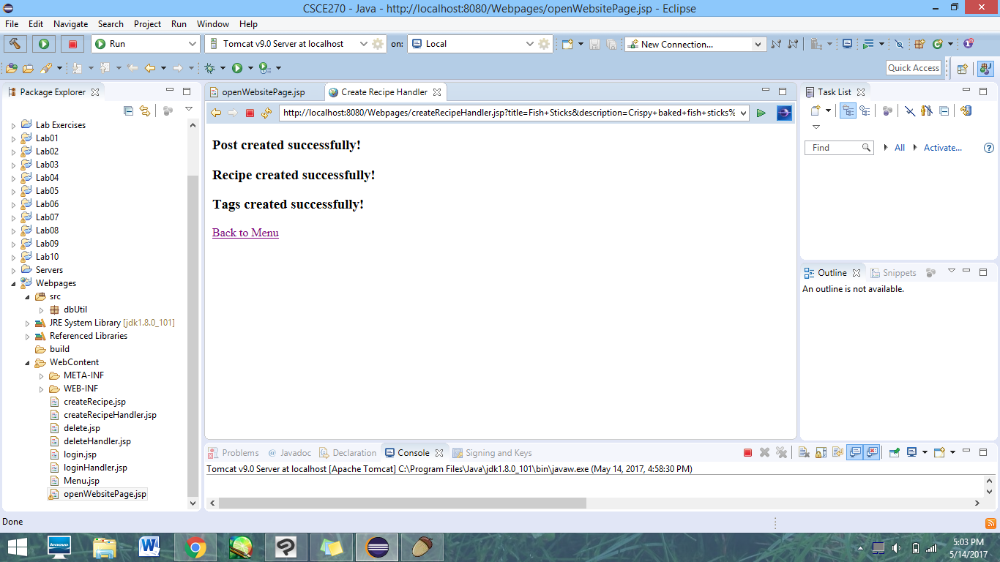 CSCE270 - Java - http://localhost:8080/Webpages/openWebsitePage.jsp - Eclipse
File Edit Navigate Search Project Run Window Help
Run
Tomcat v9.0 Server at localhost
on:
Local
New Connection...
Quick Access
Package Explorer
Lab Exercises
Lab01
Lab02
Lab03
Lab04
Lab05
Lab06
Lab07
Lab08
Lab09
Lab10
Servers
Webpages
src
dbUtil
JRE System Library [jdk1.8.0_101]
Referenced Libraries
build
WebContent
META-INF
WEB-INF
createRecipe.jsp
createRecipeHandler.jsp
delete.jsp
deleteHandler.jsp
login.jsp
loginHandler.jsp
Menu.jsp
openWebsitePage.jsp
openWebsitePage.jsp
Create Recipe Handler
http://localhost:8080/Webpages/createRecipeHandler.jsp?title=Fish+Sticks&description=Crispy+baked+fish+sticks%
Post created successfully!
Recipe created successfully!
Tags created successfully!
Back to Menu
Task List
Find
All
Activate...
Outline
Snippets
An outline is not available.
Problems
@ Javadoc
Declaration
Console
Signing and Keys
Tomcat v9.0 Server at localhost [Apache Tomcat] C:\Program Files\Java\jdk1.8.0_101\bin\javaw.exe (May 14, 2017, 4:58:30 PM)
Done
lenovo
5:03 PM
5/14/2017